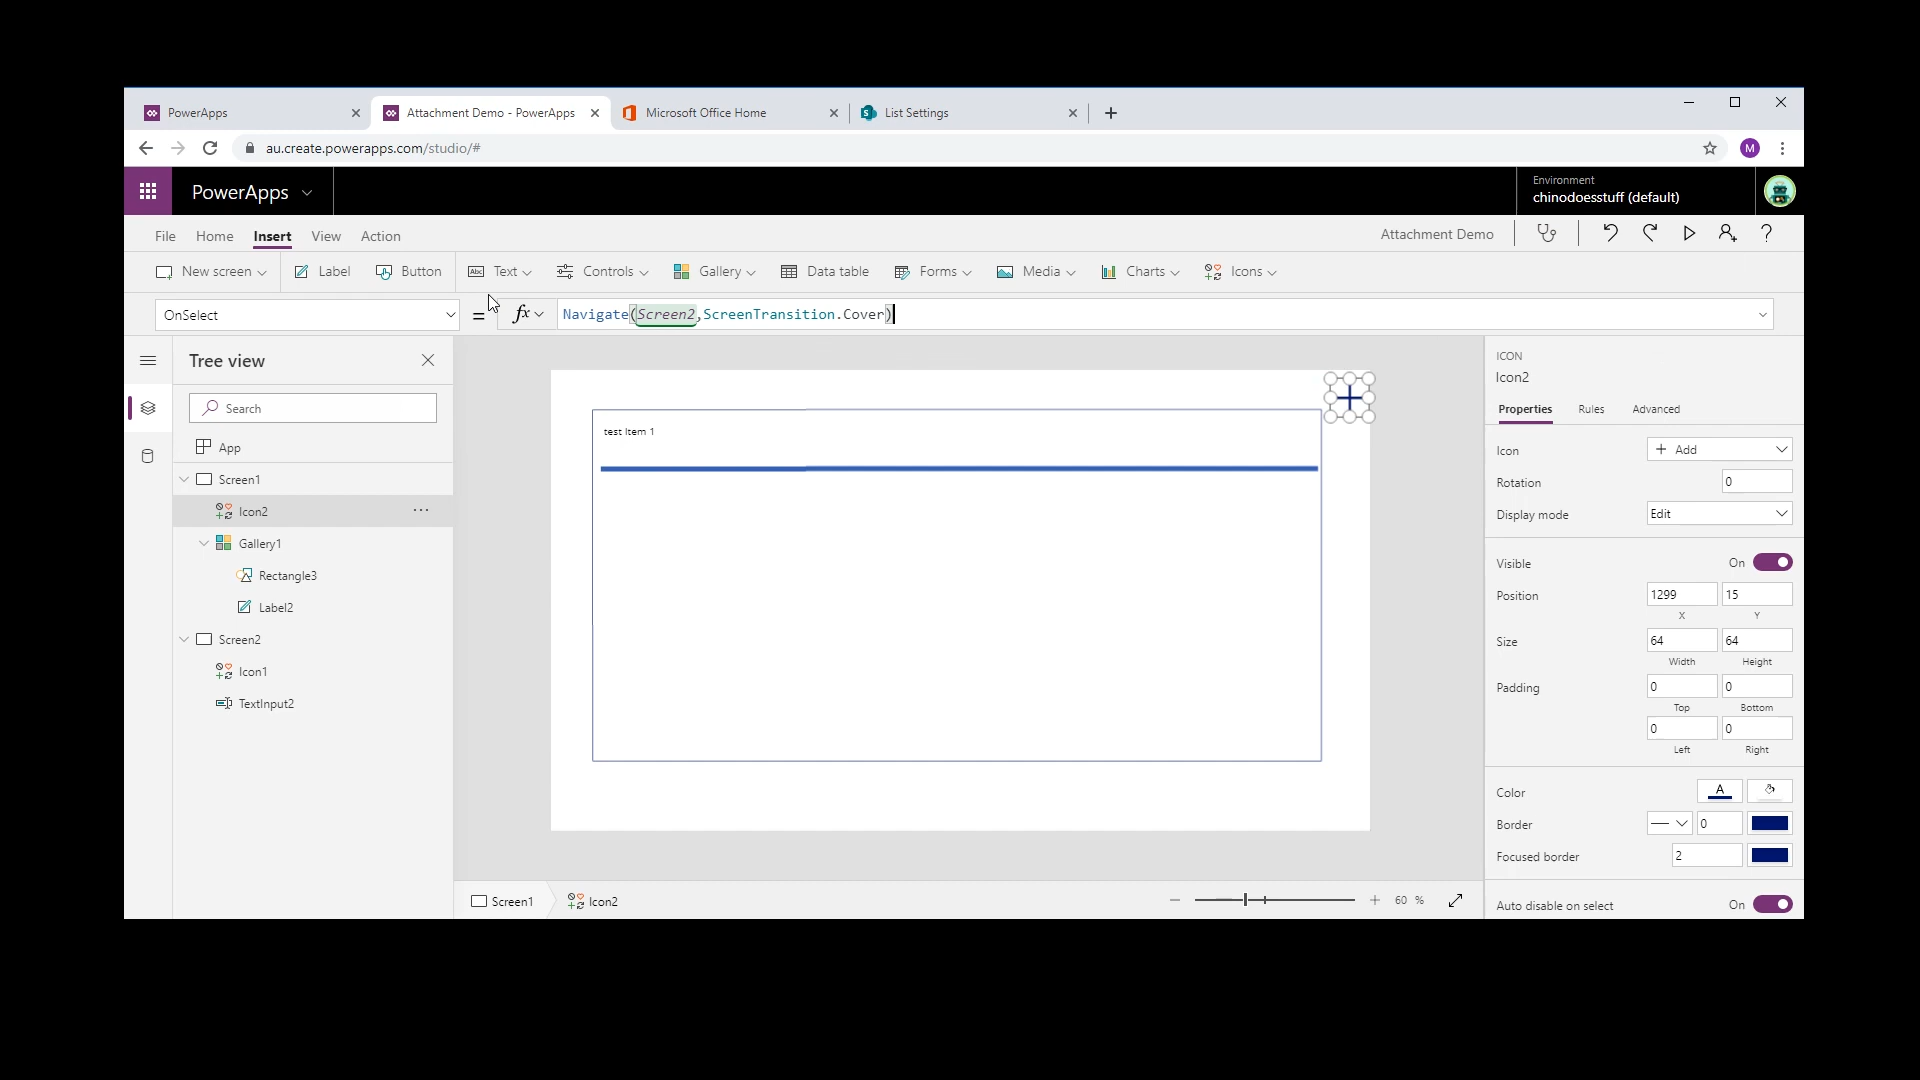 PowerApps
Attachment Demo - PowerApps
Microsoft Office Home
List Settings
au.create.powerapps.com/studio/#
M
PowerApps
Environment
chinodoesstuff (default)
File
Home
Insert
View
Action
Attachment Demo
New screen
Label
Button
Abc
Text
Controls
Gallery
Data table
Forms
Media
Charts
Icons
OnSelect
=
fx
Navigate(Screen2,ScreenTransition.Cover)
Tree view
Search
App
Screen1
Icon2
...
Gallery1
Rectangle3
Label2
Screen2
Icon1
TextInput2
test Item 1
Screen1
Icon2
60 %
ICON
Icon2
Properties
Rules
Advanced
Icon
+ Add
Rotation
0
Display mode
Edit
Visible
On
Position
1299
15
X
Y
Size
64
64
Width
Height
Padding
0
0
Top
Bottom
0
0
Left
Right
Color
A
Border
0
Focused border
2
Auto disable on select
On